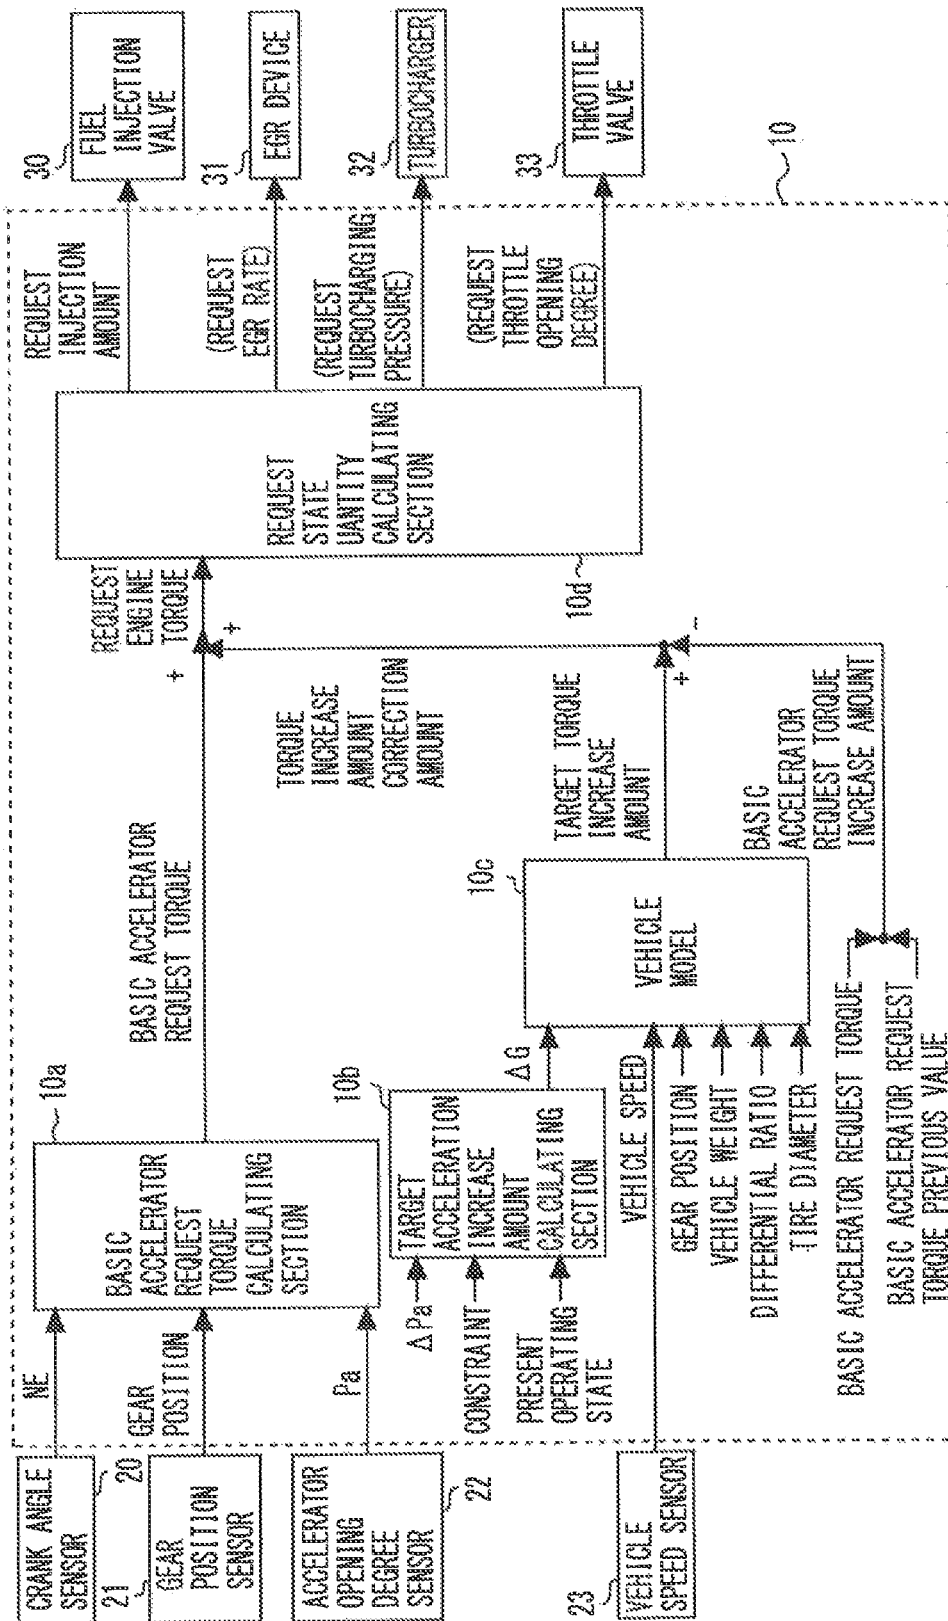 CRANK ANGLE
SENSOR
20
21
GEAR
POSITION
SENSOR
ACCELERATOR
OPENING
DEGREE
SENSOR
22
23
VEHICLE
SPEED SENSOR
NE
GEAR
POSITION
Pa
10a
BASIC
ACCELERATOR
REQUEST
TORQUE
CALCULATING
SECTION
ΔPa
CONSTRAINT
PRESENT
OPERATING
STATE
10b
TARGET
ACCELERATION
INCREASE
AMOUNT
CALCULATING
SECTION
ΔG
VEHICLE SPEED
GEAR POSITION
VEHICLE WEIGHT
DIFFERENTIAL RATIO
TIRE DIAMETER
BASIC ACCELERATOR REQUEST TORQUE
BASIC ACCELERATOR REQUEST
TORQUE PREVIOUS VALUE
BASIC ACCELERATOR
REQUEST TORQUE
10c
VEHICLE
MODEL
TORQUE
INCREASE
AMOUNT
CORRECTION
AMOUNT
TARGET TORQUE
INCREASE
AMOUNT
BASIC
ACCELERATOR
REQUEST TORQUE
INCREASE AMOUNT
+
+
+
-
REQUEST
ENGINE
TORQUE
10d
REQUEST
STATE
UANTITY
CALCULATING
SECTION
REQUEST
INJECTION
AMOUNT
(REQUEST
EGR RATE)
(REQUEST
TURBOCHARGING
PRESSURE)
(REQUEST
THROTTLE
OPENING
DEGREE)
10
30
FUEL
INJECTION
VALVE
31
EGR DEVICE
32
TURBOCHARGER
33
THROTTLE
VALVE